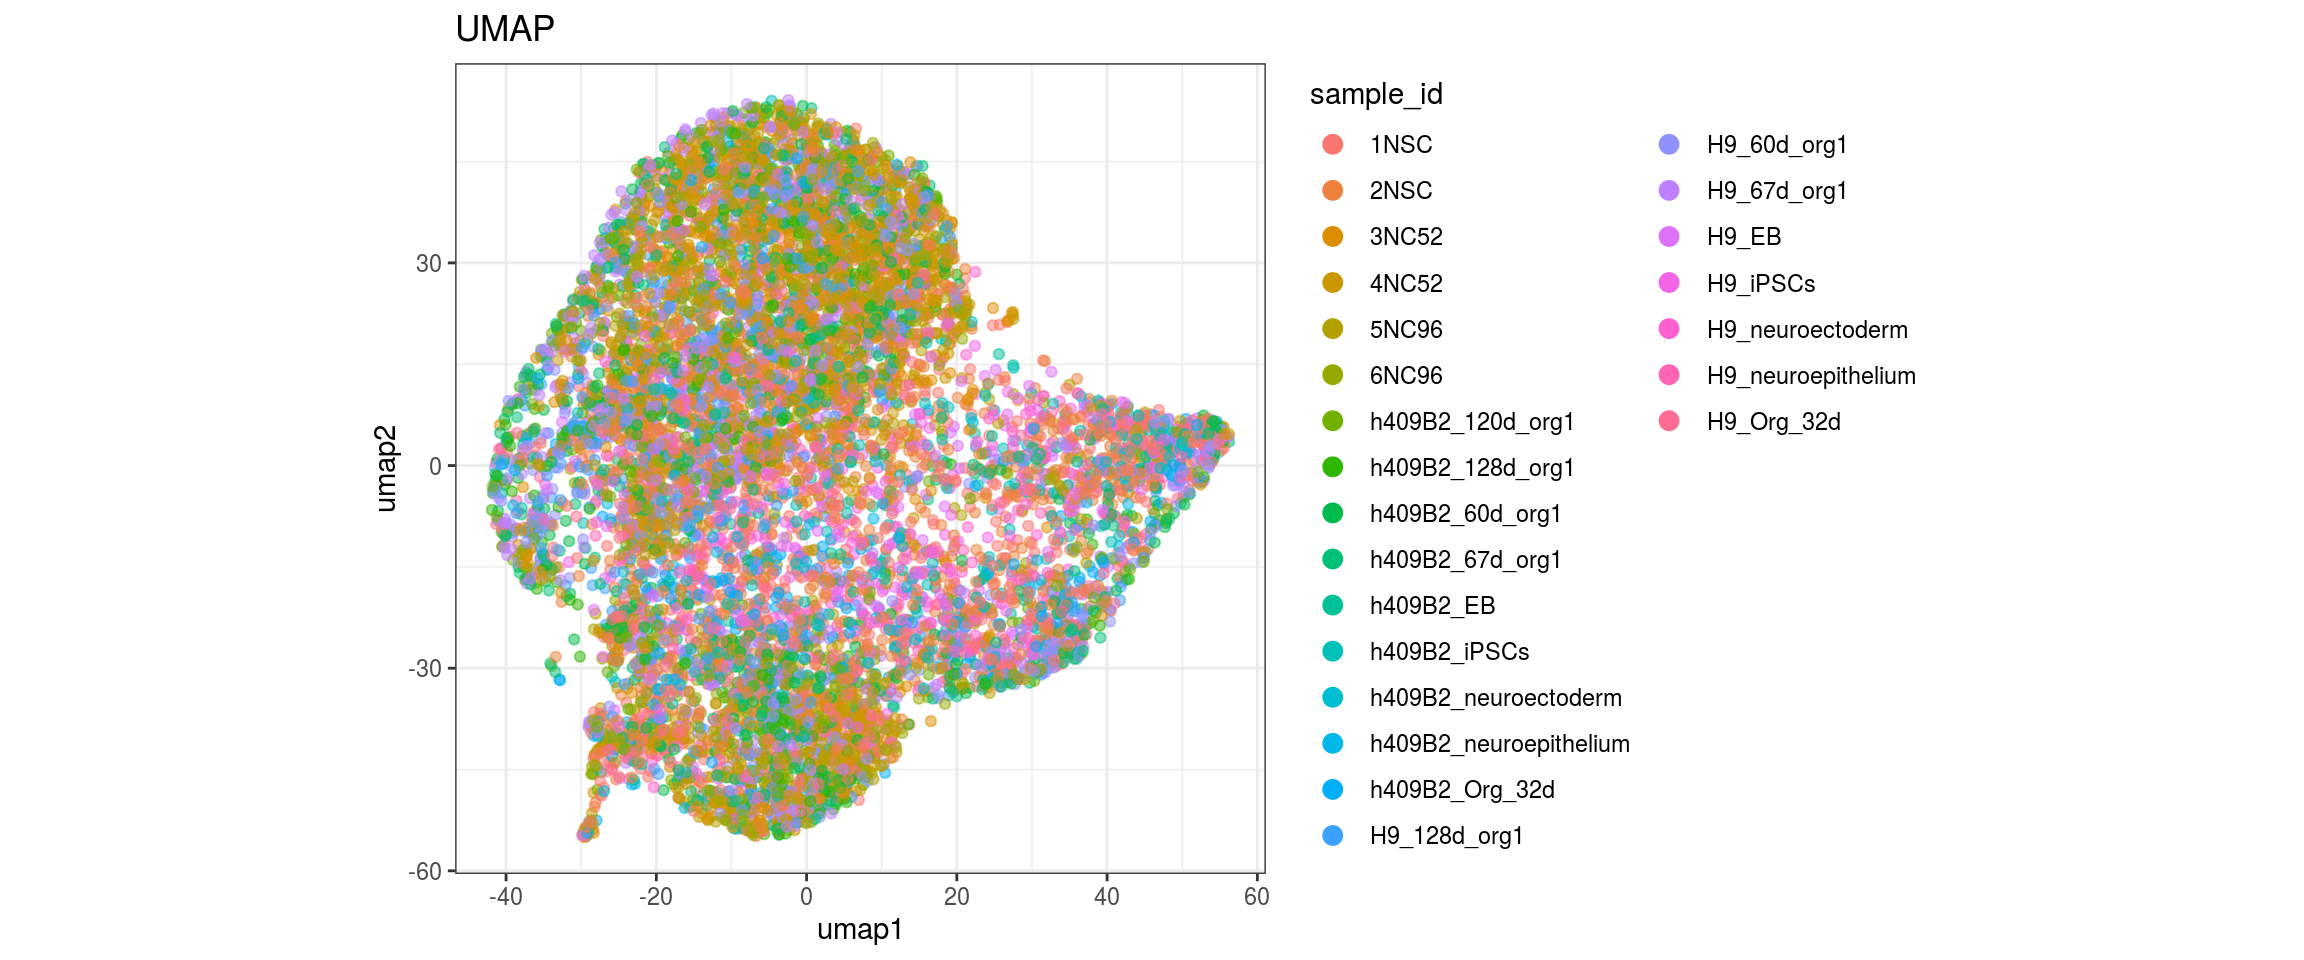 UMAP
umap2
30
0
-30
-60
-40
-20
0
20
40
60
umap1
sample_id
1NSC
2NSC
3NC52
4NC52
5NC96
6NC96
h409B2_120d_org1
h409B2_128d_org1
h409B2_60d_org1
h409B2_67d_org1
h409B2_EB
h409B2_iPSCs
h409B2_neuroectoderm
h409B2_neuroepithelium
h409B2_Org_32d
H9_128d_org1
H9_60d_org1
H9_67d_org1
H9_EB
H9_iPSCs
H9_neuroectoderm
H9_neuroepithelium
H9_Org_32d